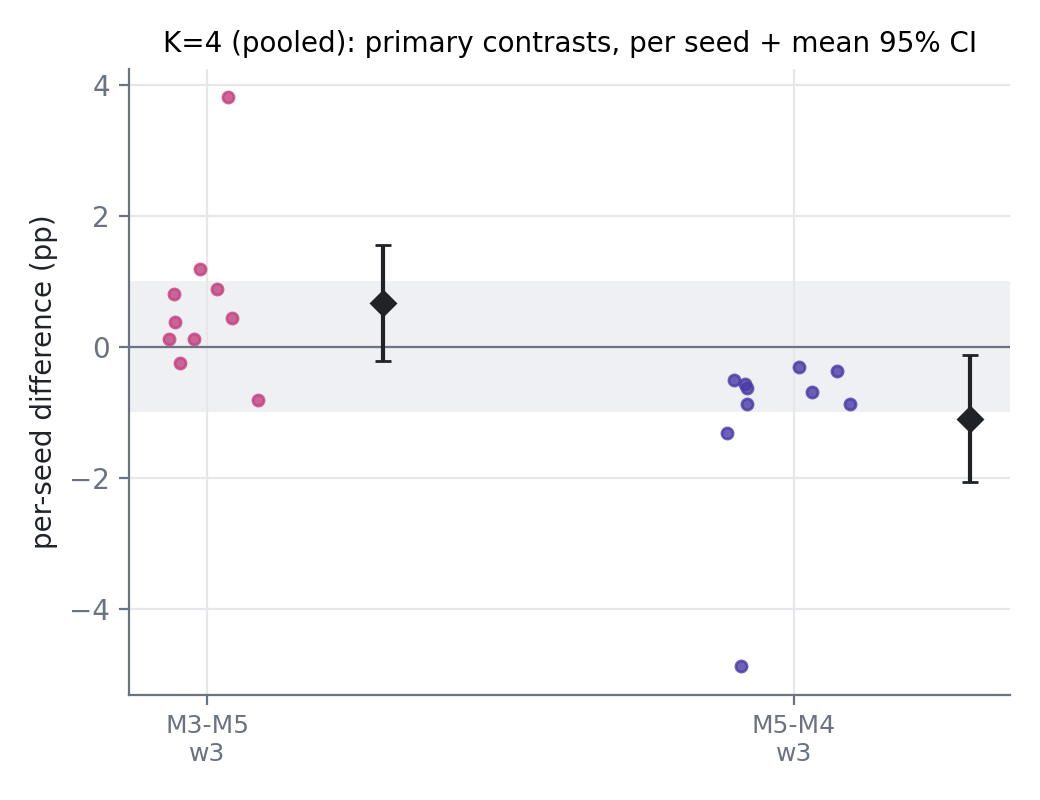 K=4 (pooled): primary contrasts, per seed + mean 95% CI
per-seed difference (pp)
4
2
0
−2
−4
M3-M5
w3
M5-M4
w3